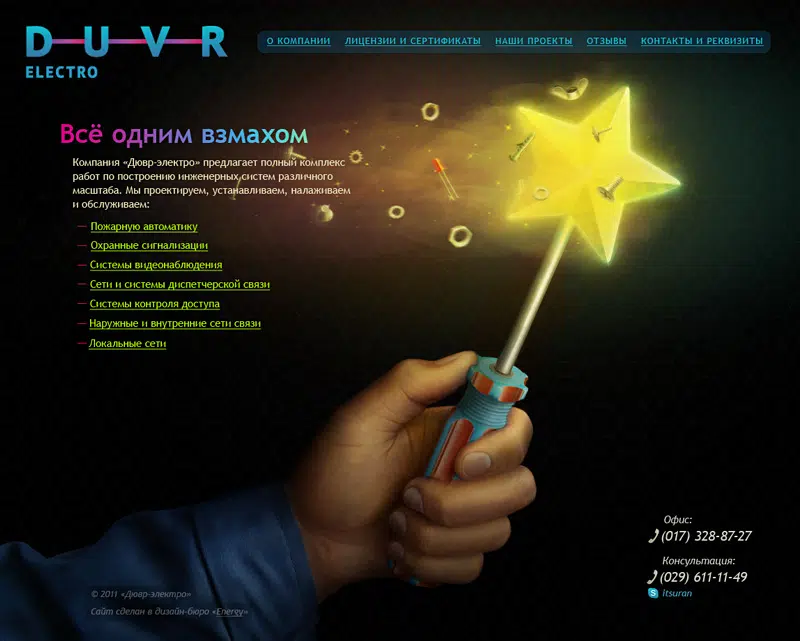 DUVR
ELECTRO
О КОМПАНИИ ЛИЦЕНЗИИ И СЕРТИФИКАТЫ НАШИ ПРОЕКТЫ ОТЗЫВЫ КОНТАКТЫ И РЕКВИЗИТЫ
Всё одним взмахом
Компания «Дювр-электро» предлагает полный комплекс
работ по построению инженерных систем различного
масштаба. Мы проектируем, устанавливаем, налаживаем
и обслуживаем:
— Пожарную автоматику
— Охранные сигнализации
— Системы видеонаблюдения
— Сети и системы диспетчерской связи
— Системы контроля доступа
— Наружные и внутренние сети связи
— Локальные сети
Офис:
(017) 328-87-27
Консультация:
(029) 611-11-49
ltsuran
© 2011 «Дювр-электро»
Сайт сделан в дизайн-бюро «Energy»